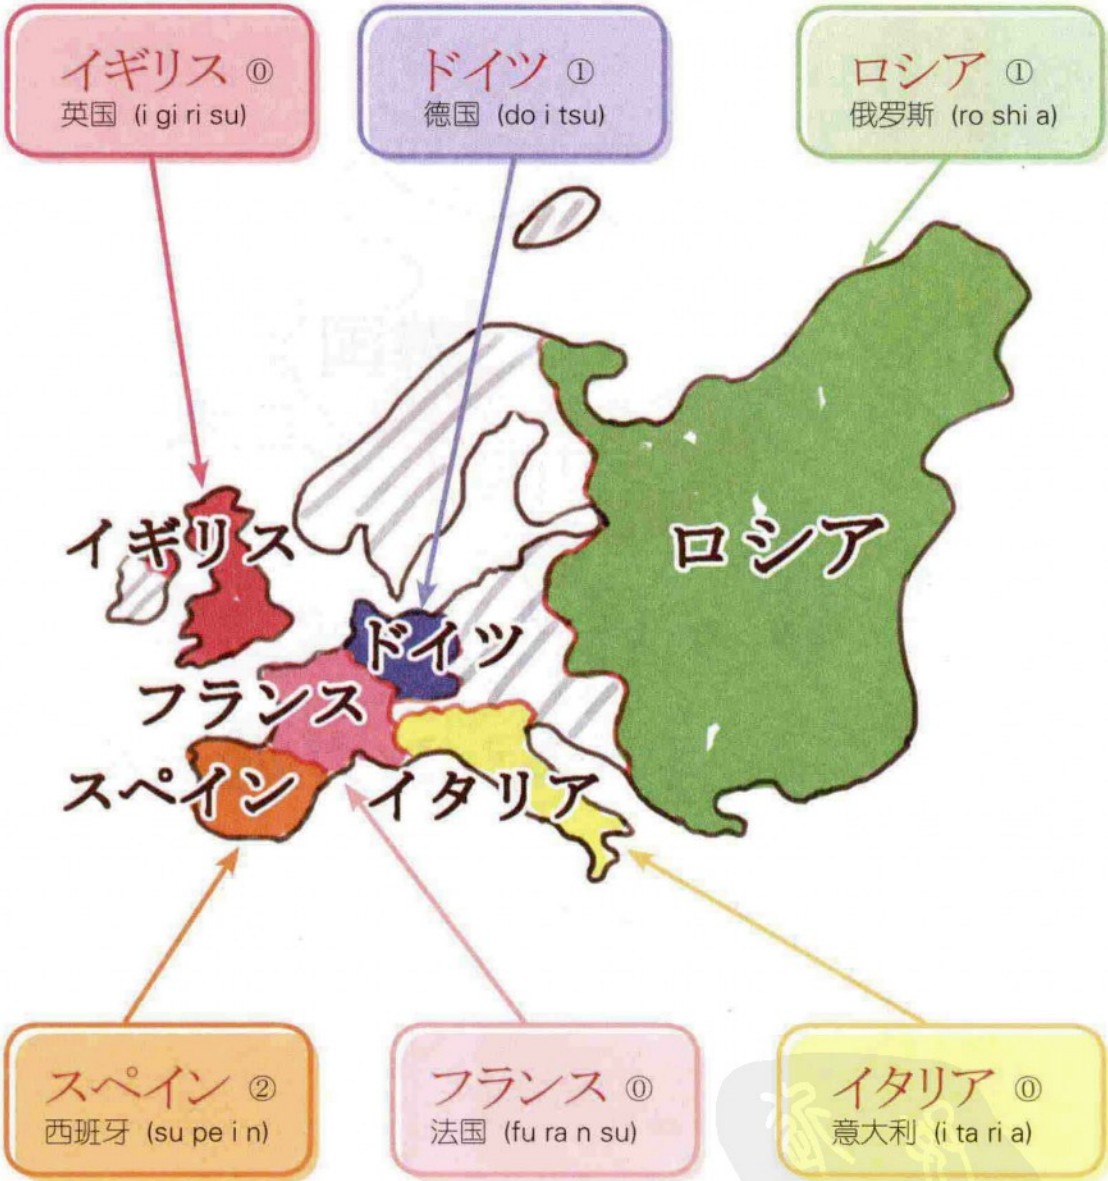 イギリス ⓪
英国 (i gi ri su)
ドイツ ①
德国 (do i tsu)
ロシア ①
俄罗斯 (ro shi a)
イギリス
ロシア
ドイツ
フランス
スペイン
イタリア
スペイン ②
西班牙 (su pe i n)
フランス ⓪
法国 (fu ra n su)
イタリア ⓪
意大利 (i ta ri a)